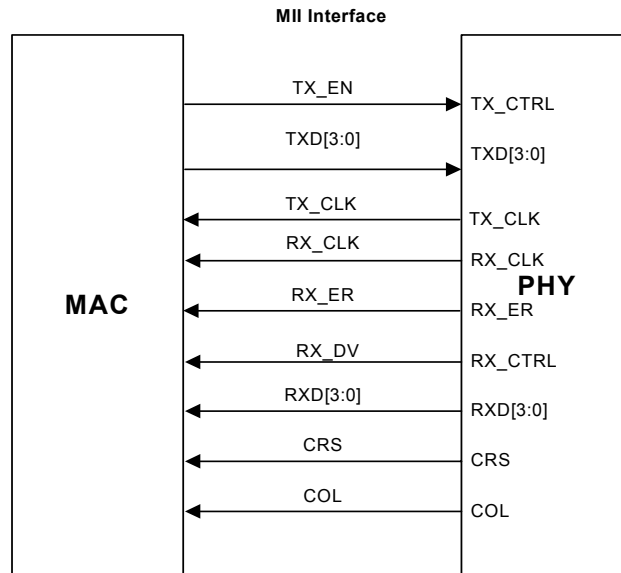 MII Interface
TX_EN
TX_CTRL
TXD[3:0]
TXD[3:0]
TX_CLK
TX_CLK
RX_CLK
RX_CLK
MAC
PHY
RX_ER
RX_ER
RX_DV
RX_CTRL
RXD[3:0]
RXD[3:0]
CRS
CRS
COL
COL